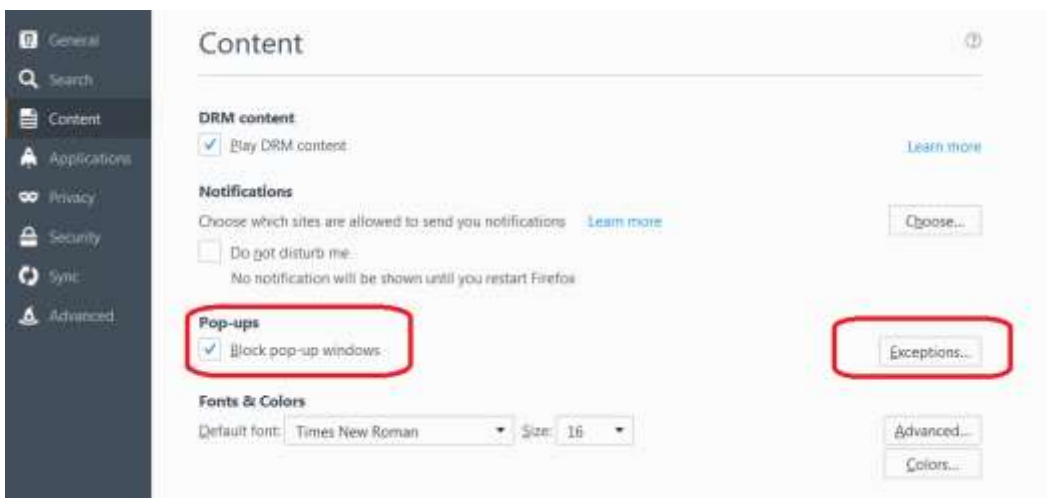 General
Search
Content
Applications
Privacy
Security
Sync
Advanced
Content
DRM content
Play DRM content
Learn more
Notifications
Choose which sites are allowed to send you notifications Learn more
Choose...
Do not disturb me
No notification will be shown until you restart Firefox
Pop-ups
Block pop-up windows
Exceptions...
Fonts & Colors
Default font: Times New Roman Size: 16
Advanced...
Colors...